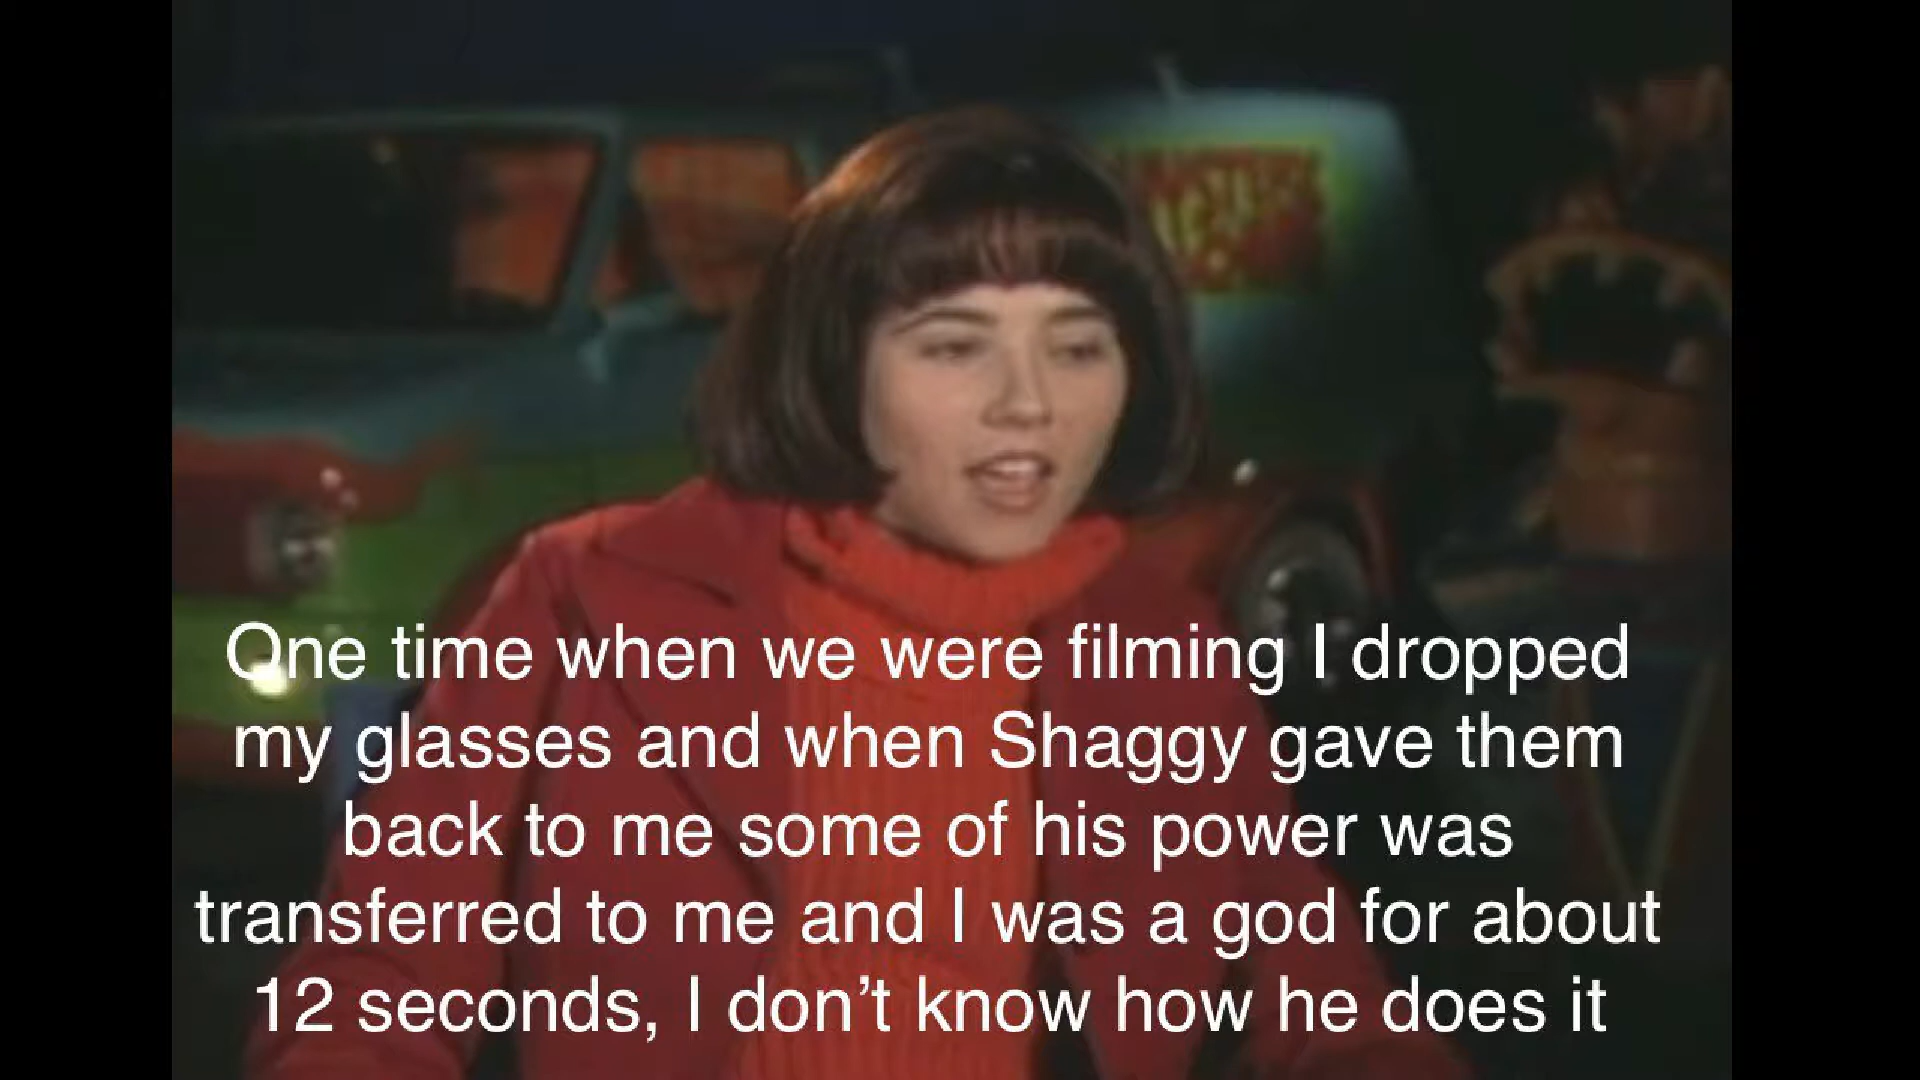 One time when we were filming I dropped
my glasses and when Shaggy gave them
back to me some of his power was
transferred to me and I was a god for about
12 seconds, I don’t know how he does it